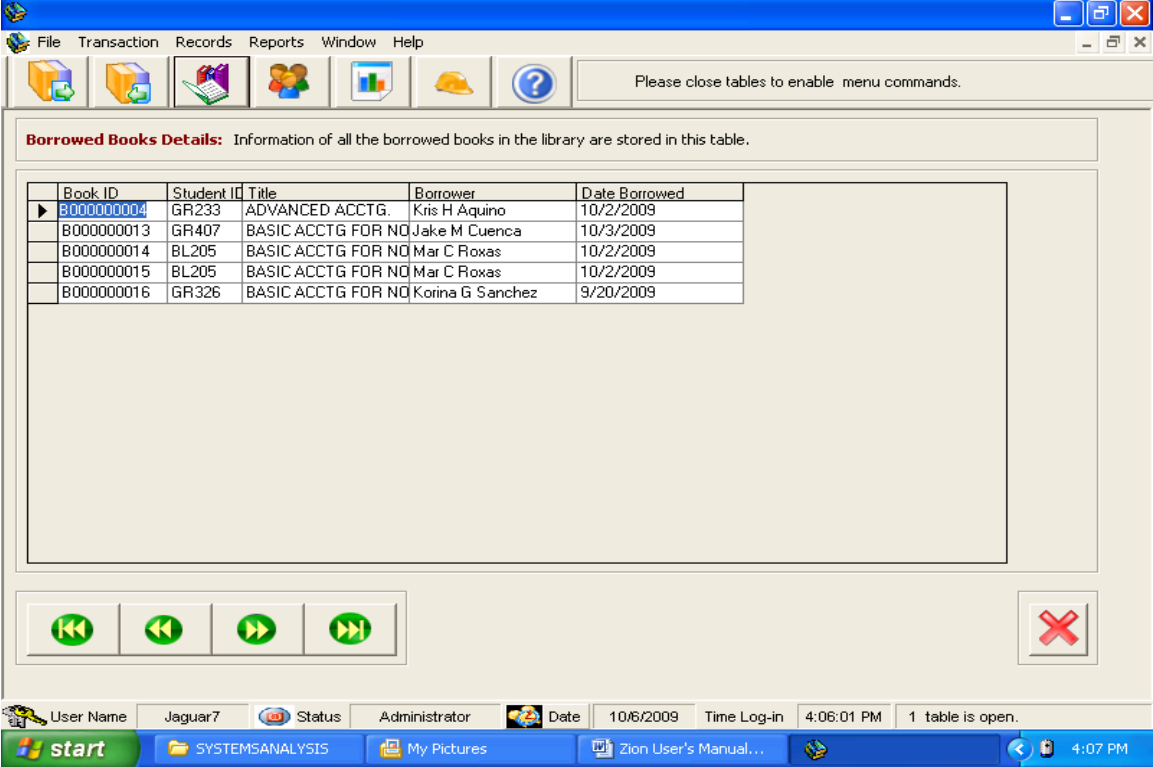 File Transaction Records Reports Window Help
Please close tables to enable menu commands.
Borrowed Books Details: Information of all the borrowed books in the library are stored in this table.
Book ID Student ID Title Borrower Date Borrowed
B000000004 GR233 ADVANCED ACCTG. Kris H Aquino 10/2/2009
B000000013 GR407 BASIC ACCTG FOR NO Jake M Cuenca 10/3/2009
B000000014 BL205 BASIC ACCTG FOR NO Mar C Roxas 10/2/2009
B000000015 BL205 BASIC ACCTG FOR NO Mar C Roxas 10/2/2009
B000000016 GR326 BASIC ACCTG FOR NO Korina G Sanchez 9/20/2009
User Name Jaguar7 Status Administrator Date 10/6/2009 Time Log-in 4:06:01 PM 1 table is open.
start SYSTEMSANALYSIS My Pictures Zion User's Manual... 4:07 PM